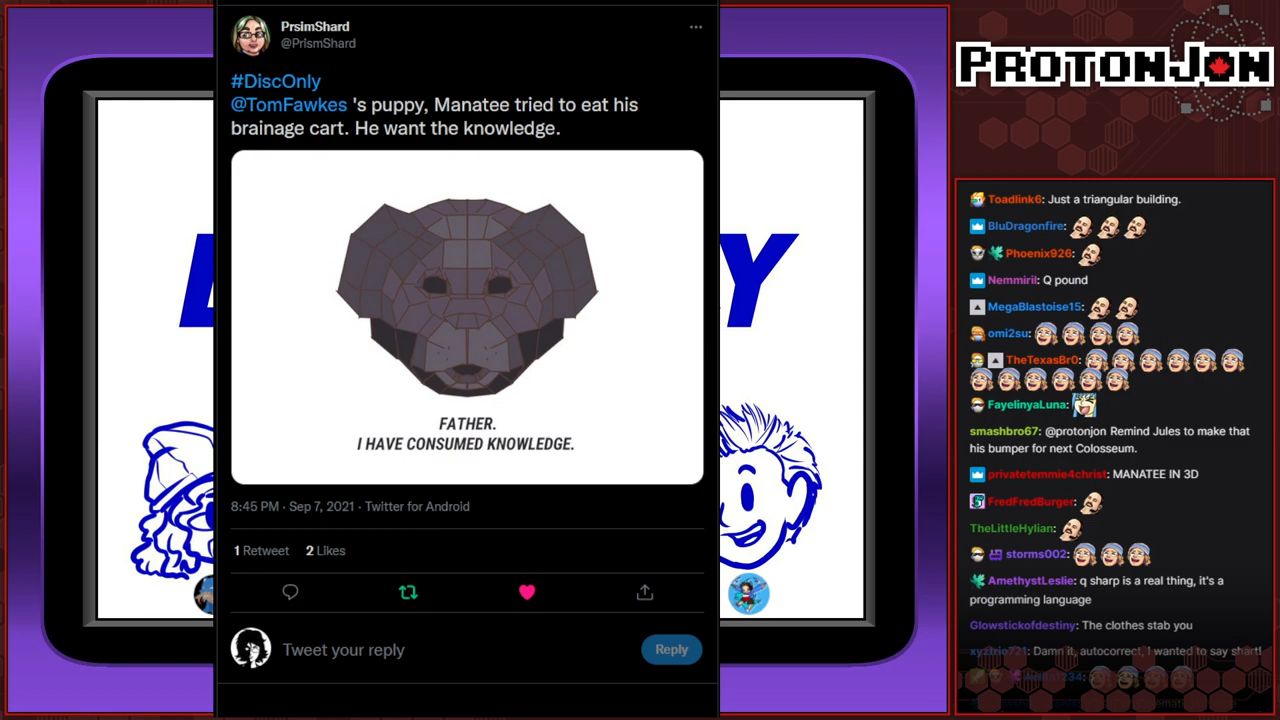 PrsimShard
@PrismShard
#DiscOnly
@TomFawkes 's puppy, Manatee tried to eat his
brainage cart. He want the knowledge.
FATHER.
I HAVE CONSUMED KNOWLEDGE.
8:45 PM · Sep 7, 2021 · Twitter for Android
1 Retweet 2 Likes
Tweet your reply
Reply
Y
PROTONJON
Toadlink6: Just a triangular building.
BluDragonfire:
Phoenix926:
Nemmiril: Q pound
MegaBlastoise15:
omi2su:
TheTexasBr0:
FayelinyaLuna:
smashbro67: @protonjon Remind Jules to make that
his bumper for next Colosseum.
privatetemmie4christ: MANATEE IN 3D
FredFredBurger:
TheLittleHylian:
storms002:
AmethystLeslie: q sharp is a real thing, it's a
programming language
Glowstickofdestiny: The clothes stab you
xyztrio721: Damn it, autocorrect, I wanted to say shart!